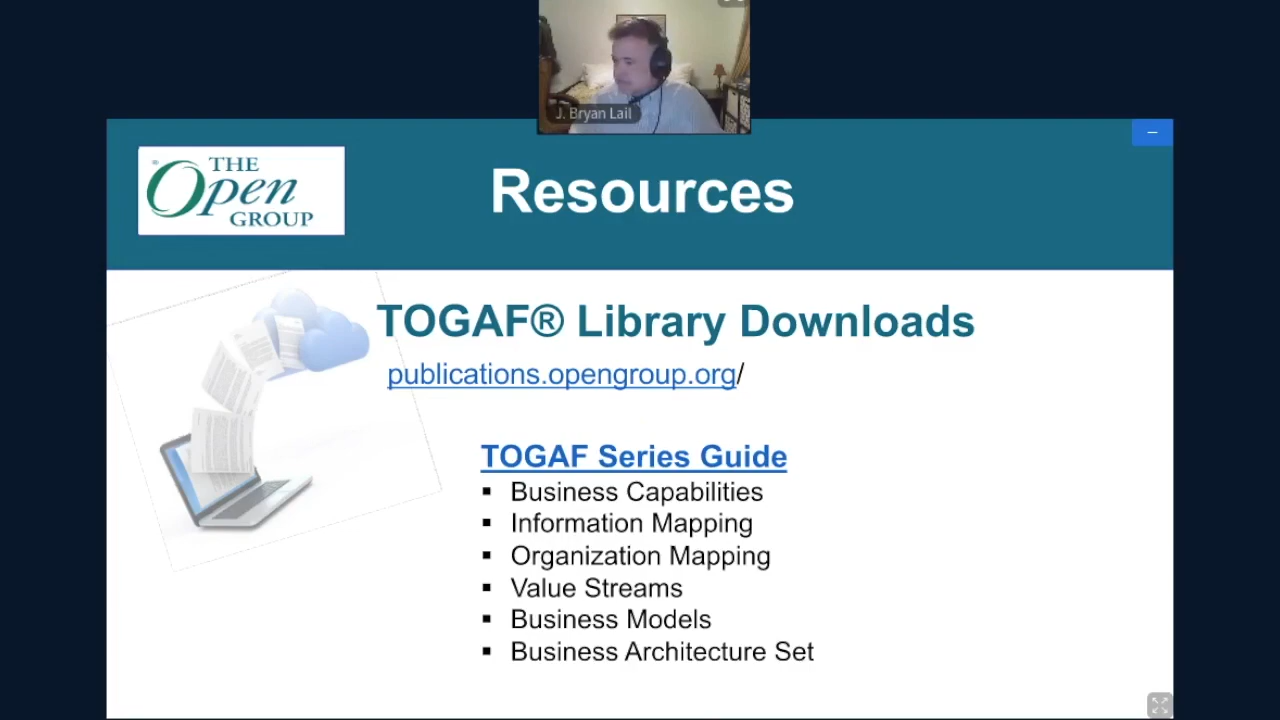 J. Bryan Lail
THE
Open
GROUP
Resources
TOGAF® Library Downloads
publications.opengroup.org/
TOGAF Series Guide
▪ Business Capabilities
▪ Information Mapping
▪ Organization Mapping
▪ Value Streams
▪ Business Models
▪ Business Architecture Set